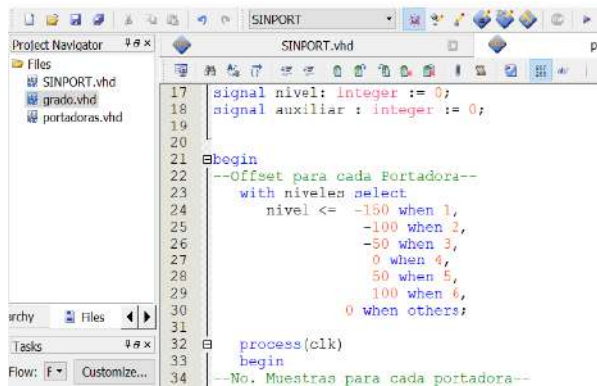 SINPORT
Project Navigator
SINPORT.vhd
Files
SINPORT.vhd
grado.vhd
portadoras.vhd
17 signal nivel: integer := 0;
18 signal auxiliar : integer := 0;
19
20
21 begin
22 --Offset para cada Portadora--
23 with niveles select
24 nivel <= -150 when 1,
25 -100 when 2,
26 -50 when 3,
27 0 when 4,
28 50 when 5,
29 100 when 6,
30 0 when others;
31
32 process(clk)
33 begin
34 --No. Muestras para cada portadora--
archy
Files
Tasks
Flow: F
Customize...